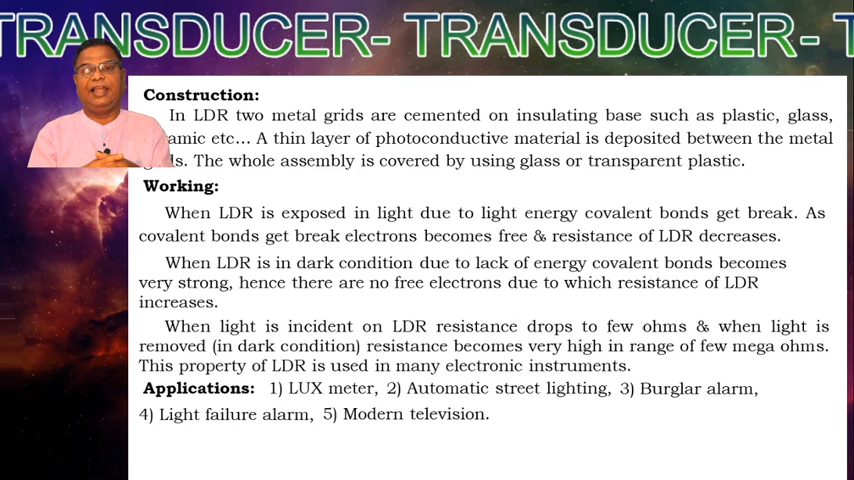 TRANSDUCER- TRANSDUCER- T
Construction:
In LDR two metal grids are cemented on insulating base such as plastic, glass,
etc... A thin layer of photoconductive material is deposited between the metal
The whole assembly is covered by using glass or transparent plastic.
Working:
When LDR is exposed in light due to light energy covalent bonds get break. As
covalent bonds get break electrons becomes free & resistance of LDR decreases.
When LDR is in dark condition due to lack of energy covalent bonds becomes
very strong, hence there are no free electrons due to which resistance of LDR
increases.
When light is incident on LDR resistance drops to few ohms & when light is
removed (in dark condition) resistance becomes very high in range of few mega ohms.
This property of LDR is used in many electronic instruments.
Applications: 1) LUX meter, 2) Automatic street lighting, 3) Burglar alarm,
4) Light failure alarm, 5) Modern television.